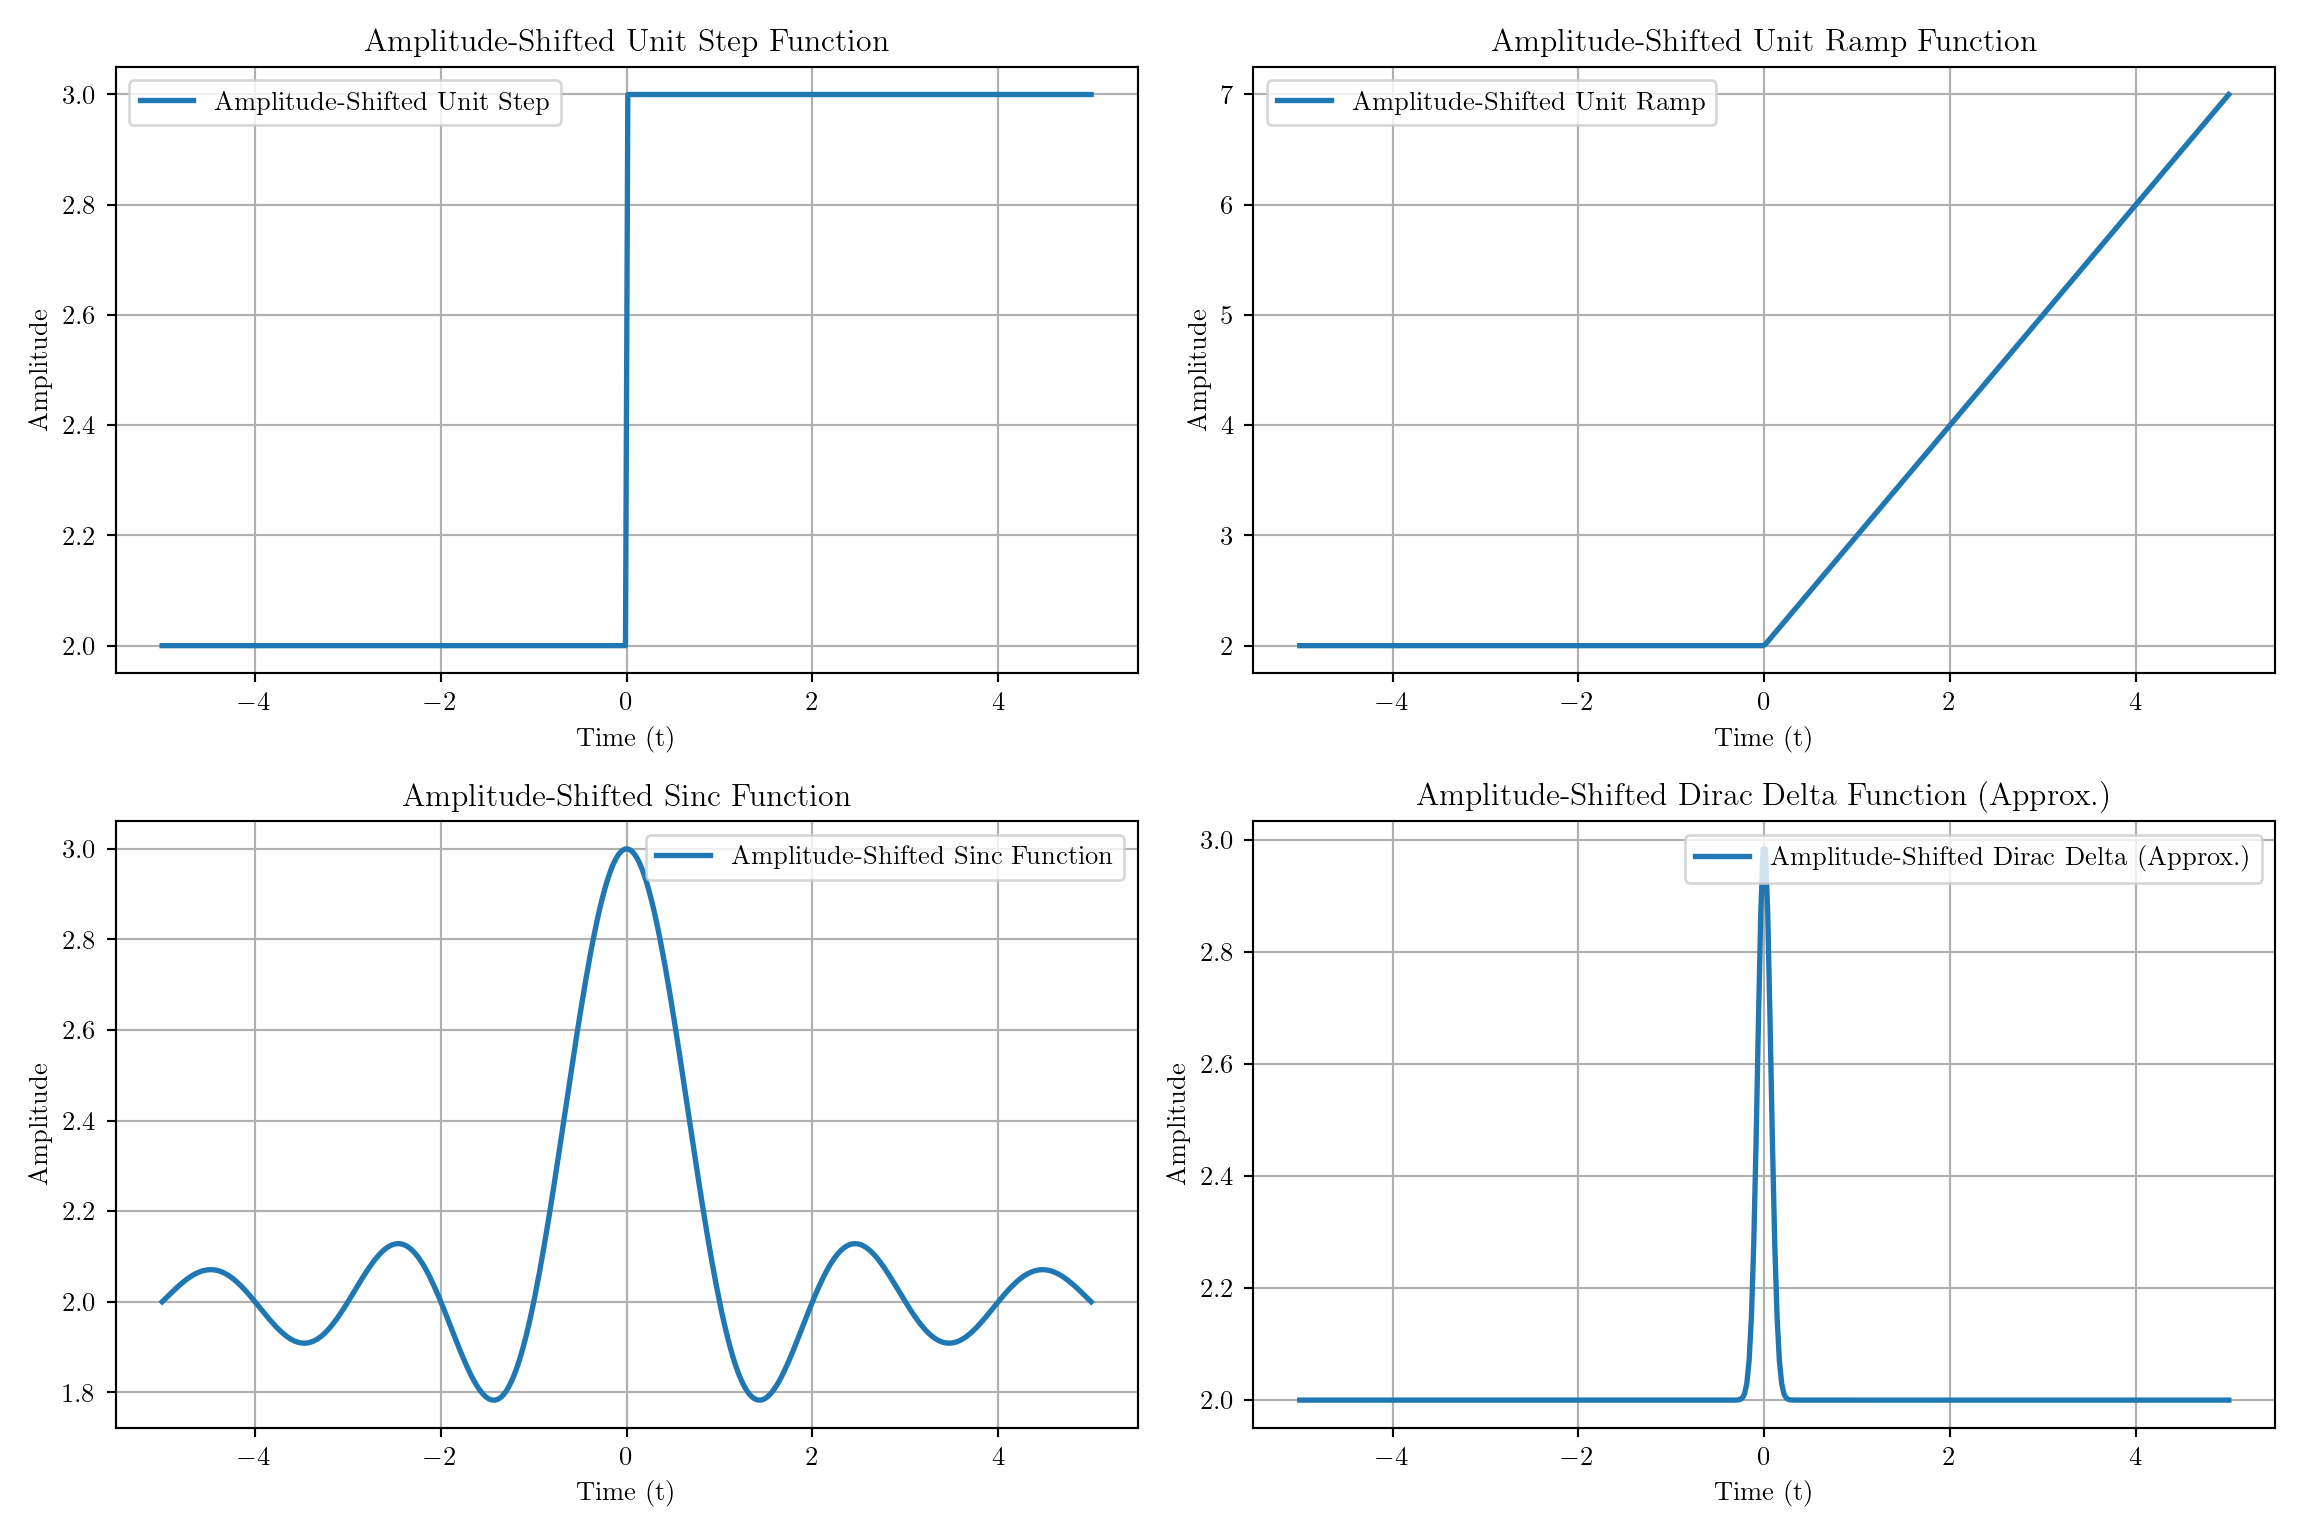 Amplitude-Shifted Unit Step Function
Amplitude-Shifted Unit Step
3.0
2.8
2.6
2.4
2.2
2.0
Amplitude
−4 −2 0 2 4
Time (t)
Amplitude-Shifted Unit Ramp Function
Amplitude-Shifted Unit Ramp
7
6
5
4
3
2
Amplitude
−4 −2 0 2 4
Time (t)
Amplitude-Shifted Sinc Function
Amplitude-Shifted Sinc Function
3.0
2.8
2.6
2.4
2.2
2.0
1.8
Amplitude
−4 −2 0 2 4
Time (t)
Amplitude-Shifted Dirac Delta Function (Approx.)
Amplitude-Shifted Dirac Delta (Approx.)
3.0
2.8
2.6
2.4
2.2
2.0
Amplitude
−4 −2 0 2 4
Time (t)